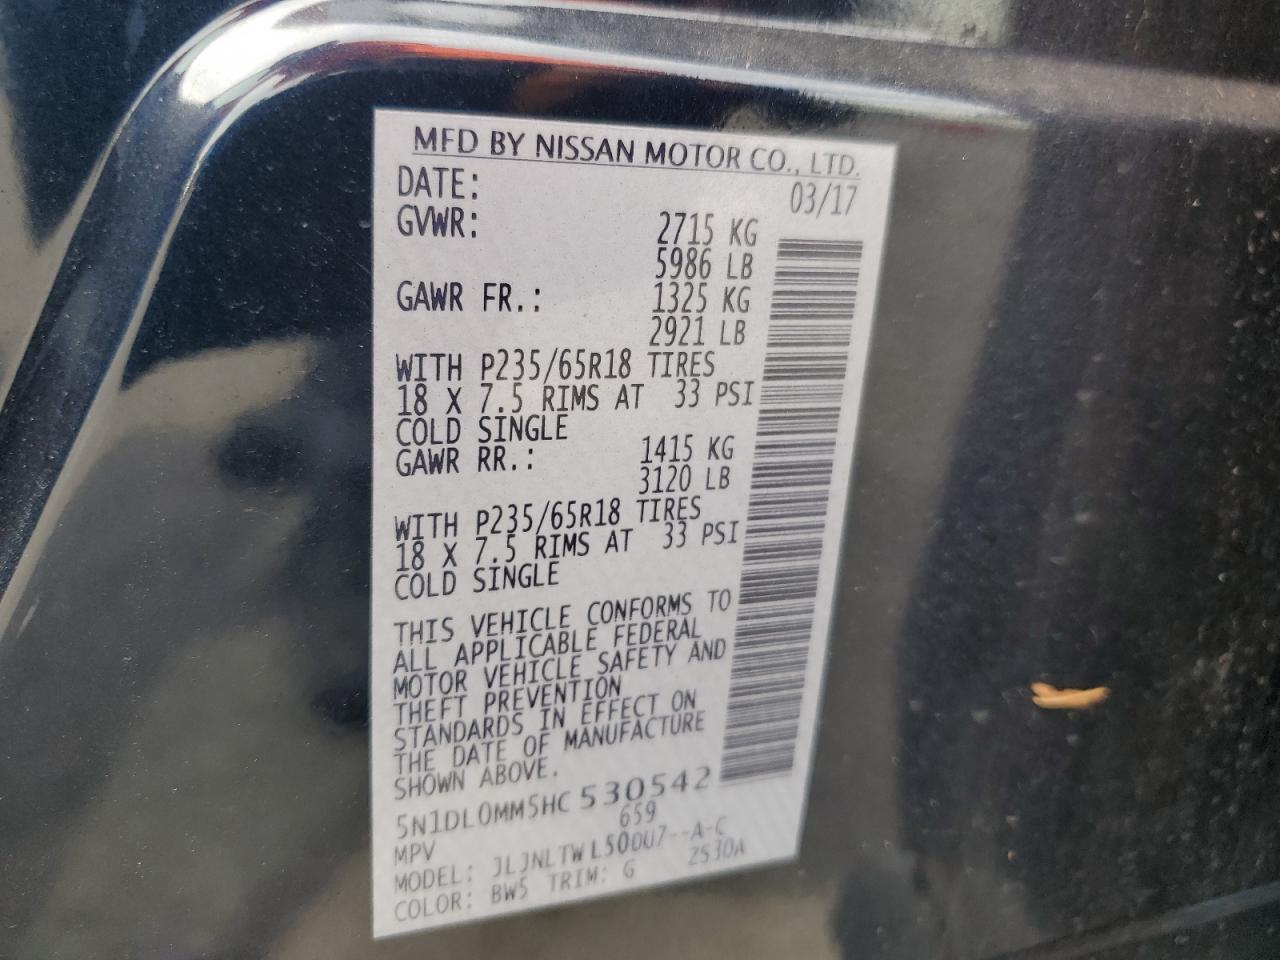 MFD BY NISSAN MOTOR CO., LTD.
DATE: 03/17
GVWR: 2715 KG
5986 LB
GAWR FR.: 1325 KG
2921 LB
WITH P235/65R18 TIRES
18 X 7.5 RIMS AT 33 PSI
COLD SINGLE
GAWR RR.: 1415 KG
3120 LB
WITH P235/65R18 TIRES
18 X 7.5 RIMS AT 33 PSI
COLD SINGLE
THIS VEHICLE CONFORMS TO
ALL APPLICABLE FEDERAL
MOTOR VEHICLE SAFETY AND
THEFT PREVENTION
STANDARDS IN EFFECT ON
THE DATE OF MANUFACTURE
SHOWN ABOVE.
5N1DL0MM5HC 530542
MPV 659
MODEL: JLJNLTW L50DU7--A-C
COLOR: BW5 TRIM: G 2S30A